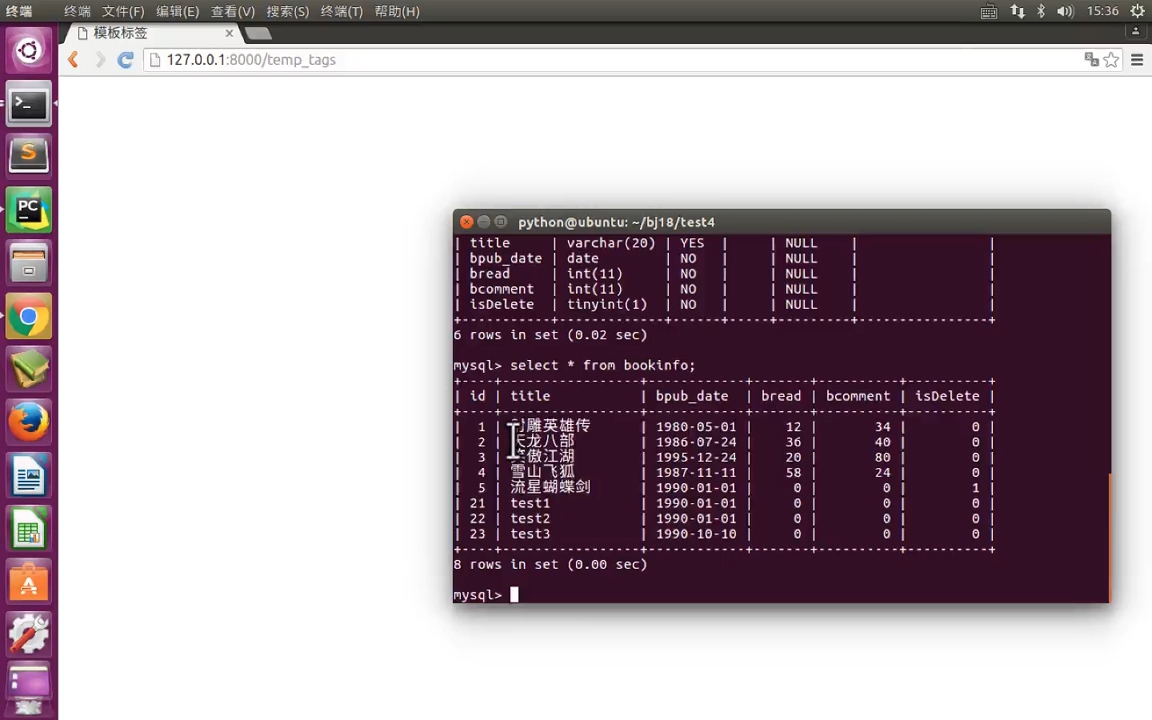 终端 终端 文件(F) 编辑(E) 查看(V) 搜索(S) 终端(T) 帮助(H) 15:36
模板标签
127.0.0.1:8000/temp_tags
python@ubuntu: ~/bj18/test4
| title | varchar(20) | YES | | NULL | |
| bpub_date | date | NO | | NULL | |
| bread | int(11) | NO | | NULL | |
| bcomment | int(11) | NO | | NULL | |
| isDelete | tinyint(1) | NO | | NULL | |
+-----------+-------------+------+-----+---------+----------------+
6 rows in set (0.02 sec)
mysql> select * from bookinfo;
+----+-----------------+------------+-------+----------+----------+
| id | title | bpub_date | bread | bcomment | isDelete |
+----+-----------------+------------+-------+----------+----------+
| 1 | 雕英雄传 | 1980-05-01 | 12 | 34 | 0 |
| 2 | 天龙八部 | 1986-07-24 | 36 | 40 | 0 |
| 3 | 笑傲江湖 | 1995-12-24 | 20 | 80 | 0 |
| 4 | 雪山飞狐 | 1987-11-11 | 58 | 24 | 0 |
| 5 | 流星蝴蝶剑 | 1990-01-01 | 0 | 0 | 1 |
| 21 | test1 | 1990-01-01 | 0 | 0 | 0 |
| 22 | test2 | 1990-01-01 | 0 | 0 | 0 |
| 23 | test3 | 1990-10-10 | 0 | 0 | 0 |
+----+-----------------+------------+-------+----------+----------+
8 rows in set (0.00 sec)
mysql>